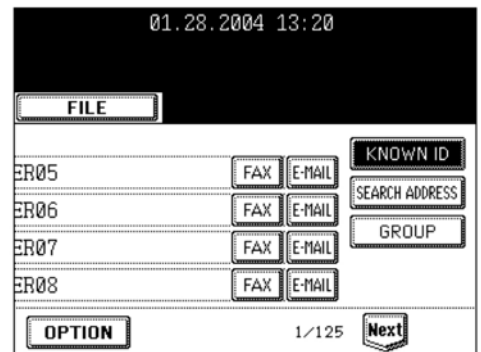 01.28.2004 13:20
FILE
KNOWN ID
ER05 FAX E-MAIL
SEARCH ADDRESS
ER06 FAX E-MAIL
GROUP
ER07 FAX E-MAIL
ER08 FAX E-MAIL
OPTION 1/125 Next